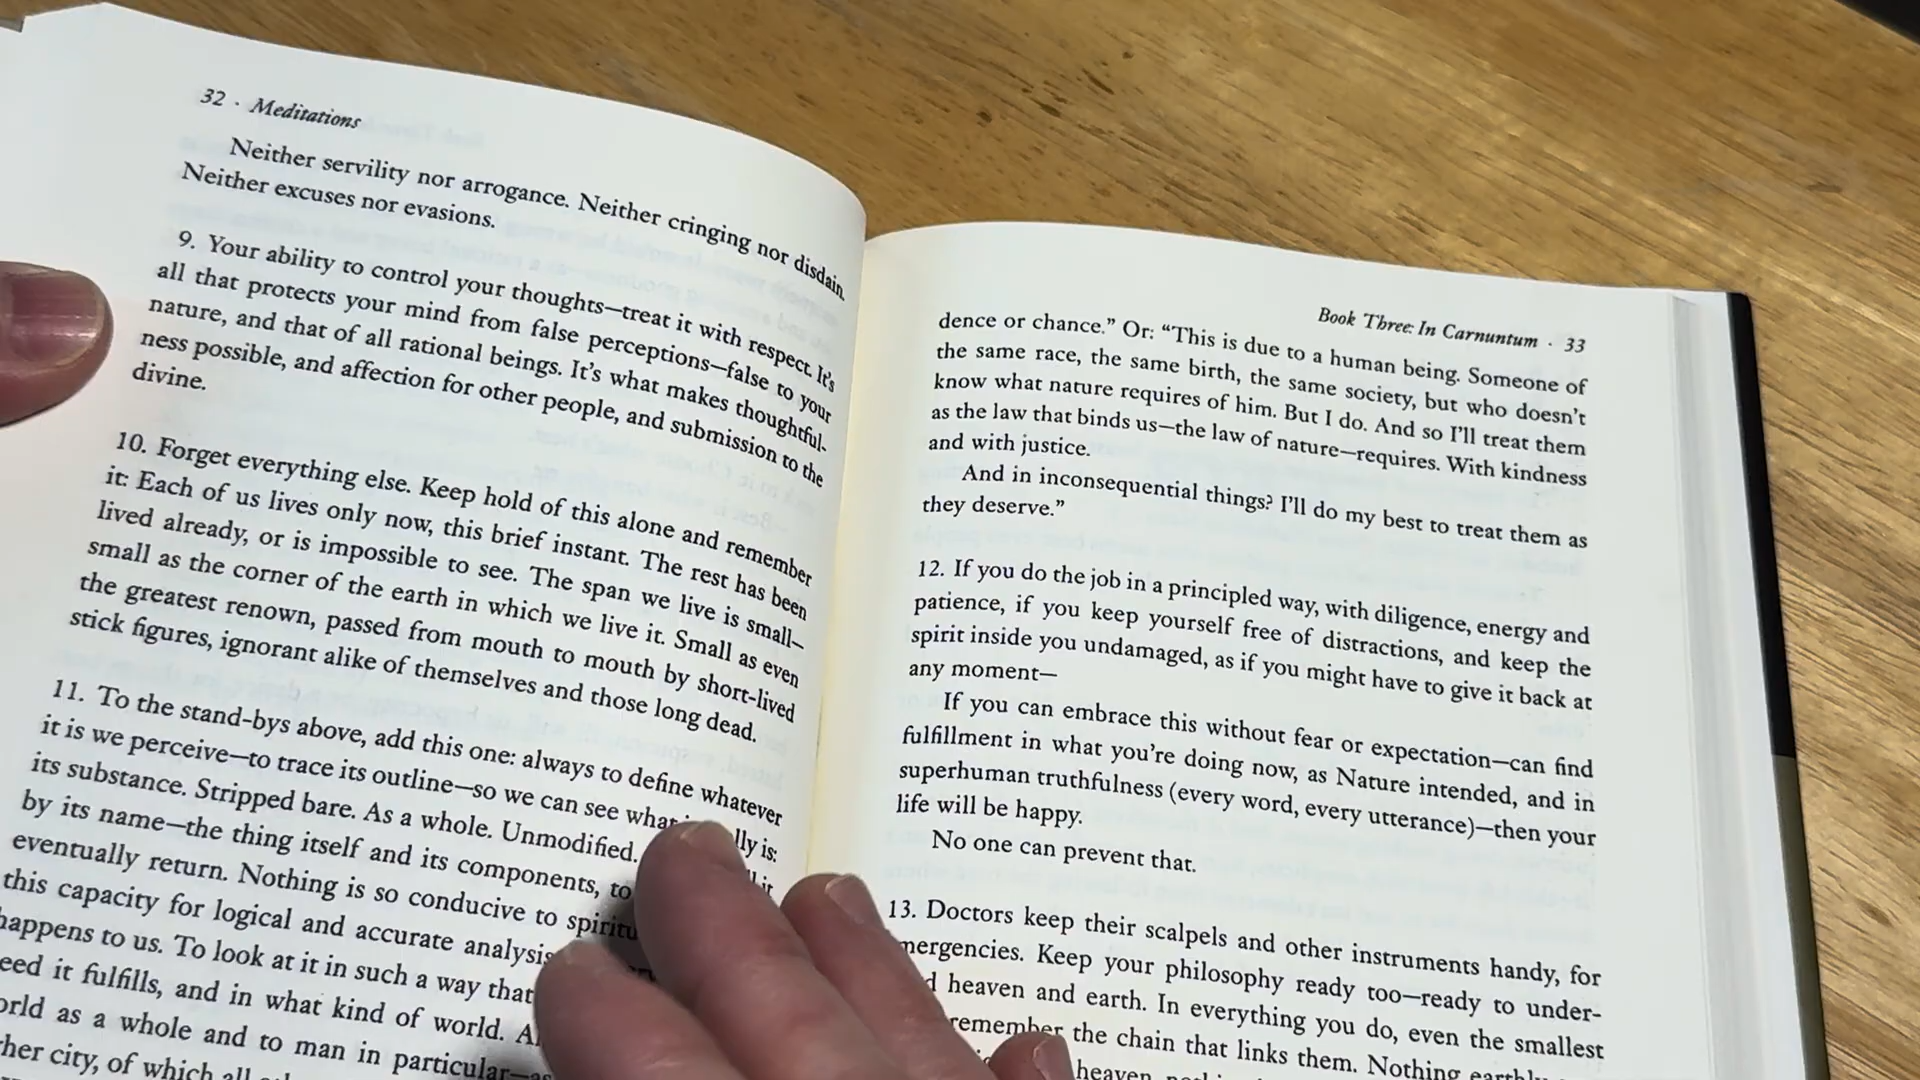 32 · Meditations
Neither servility nor arrogance. Neither cringing nor disdain.
Neither excuses nor evasions.
9. Your ability to control your thoughts—treat it with respect. It's
all that protects your mind from false perceptions—false to your
nature, and that of all rational beings. It's what makes thoughtful-
ness possible, and affection for other people, and submission to the
divine.
10. Forget everything else. Keep hold of this alone and remember
it: Each of us lives only now, this brief instant. The rest has been
lived already, or is impossible to see. The span we live is small—
small as the corner of the earth in which we live it. Small as even
the greatest renown, passed from mouth to mouth by short-lived
stick figures, ignorant alike of themselves and those long dead.
11. To the stand-bys above, add this one: always to define whatever
it is we perceive—to trace its outline—so we can see what is: 
its substance. Stripped bare. As a whole. Unmodified. it
by its name—the thing itself and its components, to
eventually return. Nothing is so conducive to
this capacity for logical and accurate
happens to us. To look at it in such a way that
it fulfills, and in what kind of world.
as a whole and to man in particular—
city, of which all
Book Three: In Carnuntum · 33
dence or chance.” Or: “This is due to a human being. Someone of
the same race, the same birth, the same society, but who doesn't
know what nature requires of him. But I do. And so I'll treat them
as the law that binds us—the law of nature—requires. With kindness
and with justice.
And in inconsequential things? I'll do my best to treat them as
they deserve.”
12. If you do the job in a principled way, with diligence, energy and
patience, if you keep yourself free of distractions, and keep the
spirit inside you undamaged, as if you might have to give it back at
any moment—
If you can embrace this without fear or expectation—can find
fulfillment in what you're doing now, as Nature intended, and in
superhuman truthfulness (every word, every utterance)—then your
life will be happy.
No one can prevent that.
13. Doctors keep their scalpels and other instruments handy, for
emergencies. Keep your philosophy ready too—ready to under-
heaven and earth. In everything you do, even the smallest
remember the chain that links them. Nothing earthly
heaven